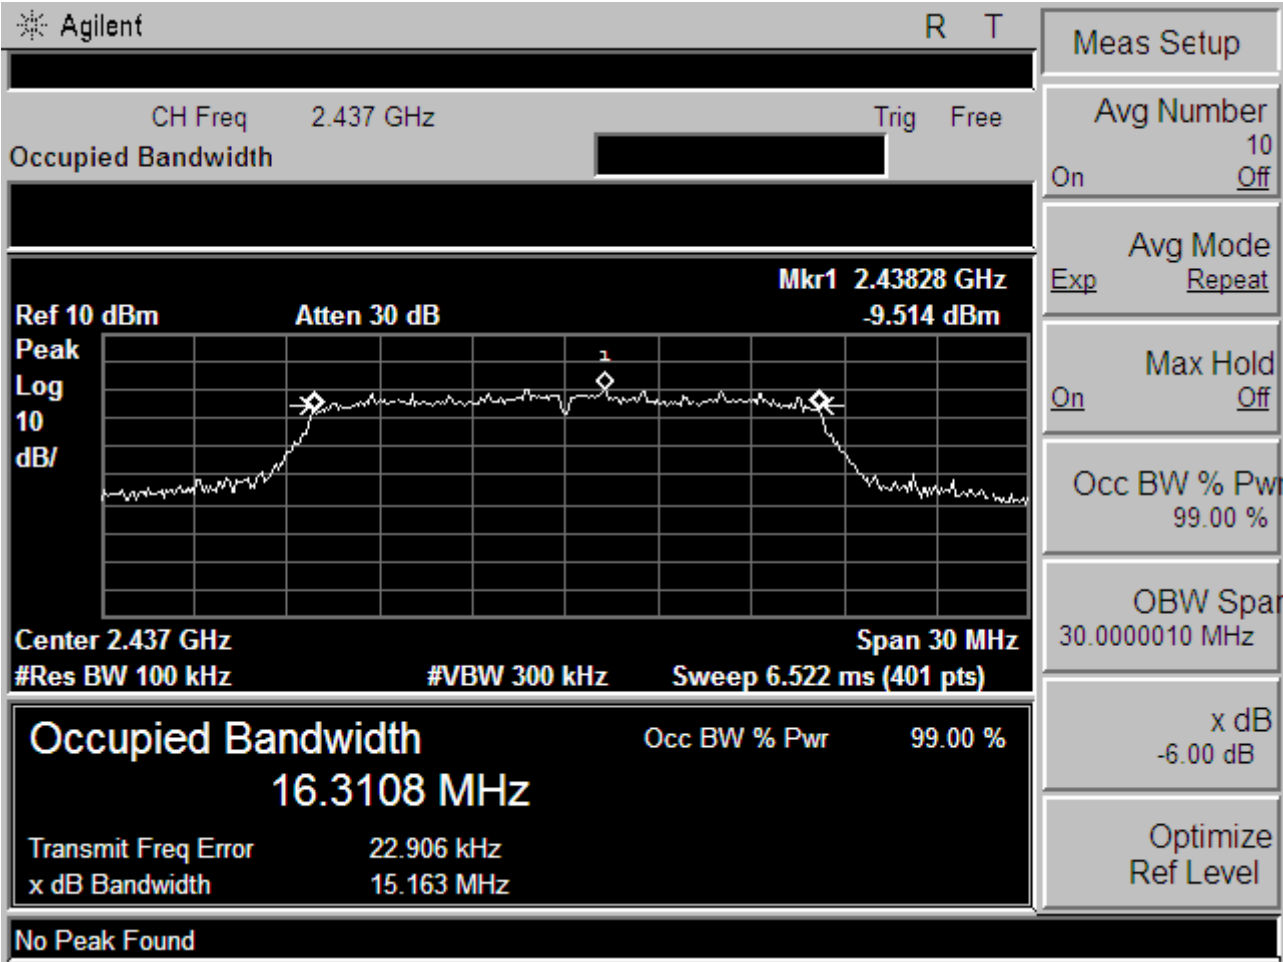 Agilent R T
Meas Setup
CH Freq 2.437 GHz Trig Free
Occupied Bandwidth
Mkr1 2.43828 GHz
Ref 10 dBm Atten 30 dB -9.514 dBm
Peak
Log
10
dB/
1
Center 2.437 GHz Span 30 MHz
#Res BW 100 kHz #VBW 300 kHz Sweep 6.522 ms (401 pts)
Occupied Bandwidth Occ BW % Pwr 99.00 %
16.3108 MHz
Transmit Freq Error 22.906 kHz
x dB Bandwidth 15.163 MHz
No Peak Found
Avg Number
10
On Off
Avg Mode
Exp Repeat
Max Hold
On Off
Occ BW % Pwr
99.00 %
OBW Span
30.0000010 MHz
x dB
-6.00 dB
Optimize
Ref Level